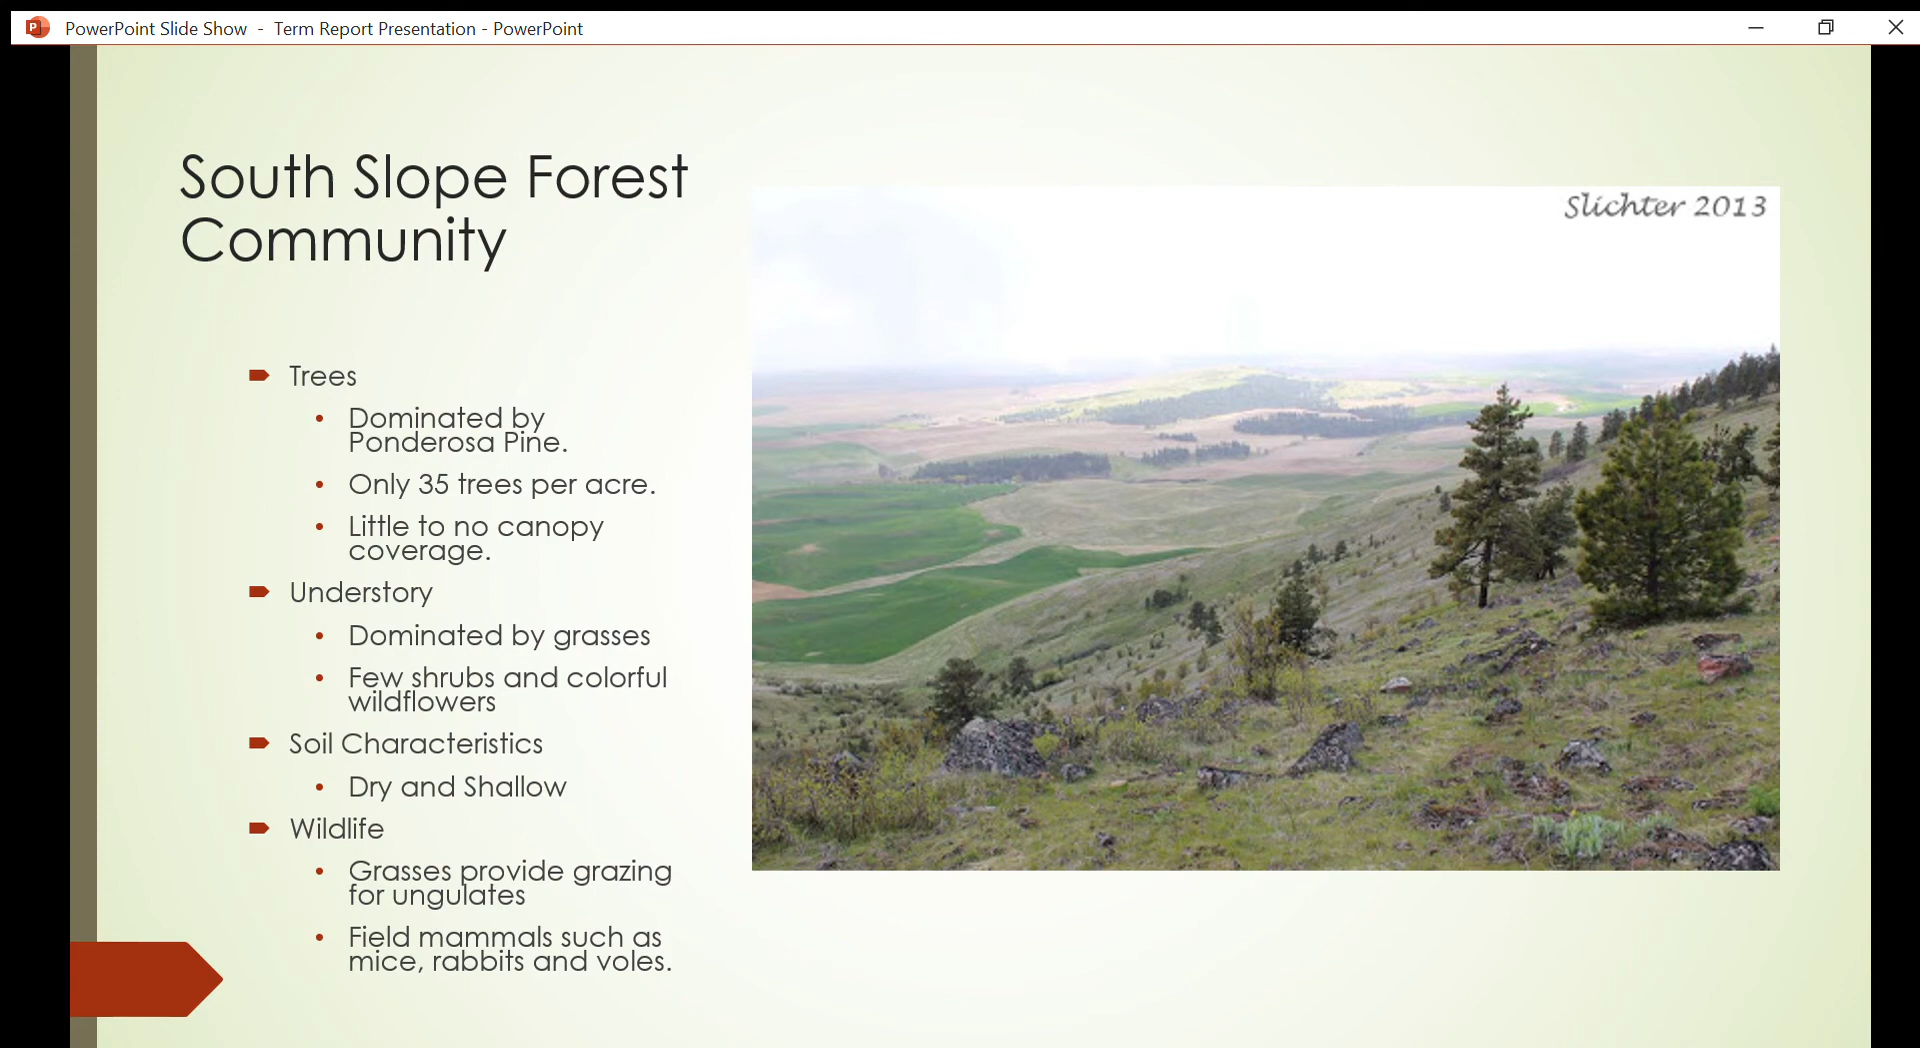 PowerPoint Slide Show - Term Report Presentation - PowerPoint
South Slope Forest
Community
Slichter 2013
Trees
Dominated by
Ponderosa Pine.
Only 35 trees per acre.
Little to no canopy
coverage.
Understory
Dominated by grasses
Few shrubs and colorful
wildflowers
Soil Characteristics
Dry and Shallow
Wildlife
Grasses provide grazing
for ungulates
Field mammals such as
mice, rabbits and voles.